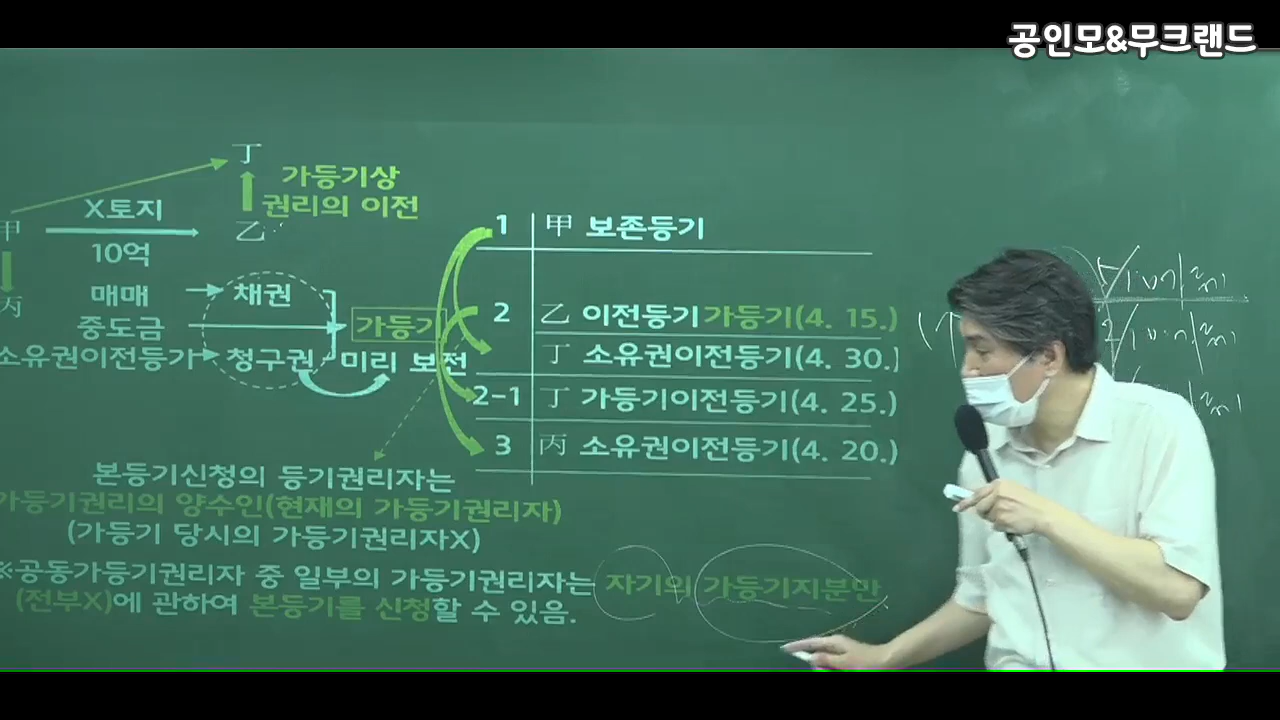 공인모&무크랜드
丁
가등기상
권리의 이전
甲
X토지
乙
10억
丙
매매
채권
중도금
가등기
소유권이전등기
청구권
미리 보전
1 甲 보존등기
2 乙 이전등기 가등기(4. 15.)
丁 소유권이전등기(4. 30.)
2-1 丁 가등기이전등기(4. 25.)
3 丙 소유권이전등기(4. 20.)
본등기신청의 등기권리자는
가등기권리의 양수인(현재의 가등기권리자)
(가등기 당시의 가등기권리자X)
※공동가등기권리자 중 일부의 가등기권리자는 자기의 가등기지분만
(전부X)에 관하여 본등기를 신청할 수 있음.